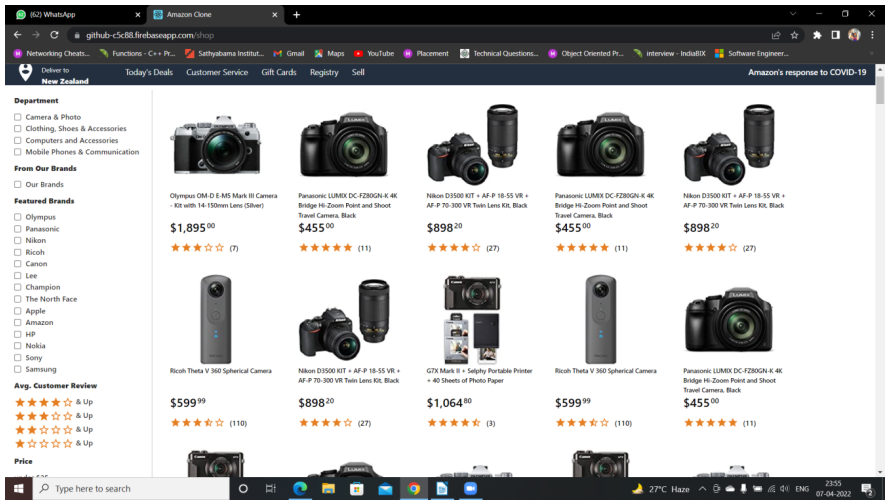 (62) WhatsApp
Amazon Clone
github-c5c88.firebaseapp.com/shop
Networking Cheats...
Functions - C++ Pr...
Sathyabama Institut...
Gmail
Maps
YouTube
Placement
Technical Questions...
Object Oriented Pr...
interview - IndiaBIX
Software Engineer...
Deliver to
New Zealand
Today's Deals
Customer Service
Gift Cards
Registry
Sell
Amazon's response to COVID-19
Department
Camera & Photo
Clothing, Shoes & Accessories
Computers and Accessories
Mobile Phones & Communication
From Our Brands
Our Brands
Featured Brands
Olympus
Panasonic
Nikon
Ricoh
Canon
Lee
Champion
The North Face
Apple
Amazon
HP
Nokia
Sony
Samsung
Avg. Customer Review
& Up
& Up
& Up
& Up
Price
Olympus OM-D E-M5 Mark III Camera
- Kit with 14-150mm Lens (Silver)
$1,895 00
(7)
Panasonic LUMIX DC-FZ80GN-K 4K
Bridge Hi-Zoom Point and Shoot
Travel Camera, Black
$455 00
(11)
Nikon D3500 KIT + AF-P 18-55 VR +
AF-P 70-300 VR Twin Lens Kit, Black
$898 20
(27)
Panasonic LUMIX DC-FZ80GN-K 4K
Bridge Hi-Zoom Point and Shoot
Travel Camera, Black
$455 00
(11)
Nikon D3500 KIT + AF-P 18-55 VR +
AF-P 70-300 VR Twin Lens Kit, Black
$898 20
(27)
Ricoh Theta V 360 Spherical Camera
$599 99
(110)
Nikon D3500 KIT + AF-P 18-55 VR +
AF-P 70-300 VR Twin Lens Kit, Black
$898 20
(27)
G7X Mark II + Selphy Portable Printer
+ 40 Sheets of Photo Paper
$1,064 80
(3)
Ricoh Theta V 360 Spherical Camera
$599 99
(110)
Panasonic LUMIX DC-FZ80GN-K 4K
Bridge Hi-Zoom Point and Shoot
Travel Camera, Black
$455 00
(11)
Type here to search
27°C Haze
ENG
23:55
07-04-2022